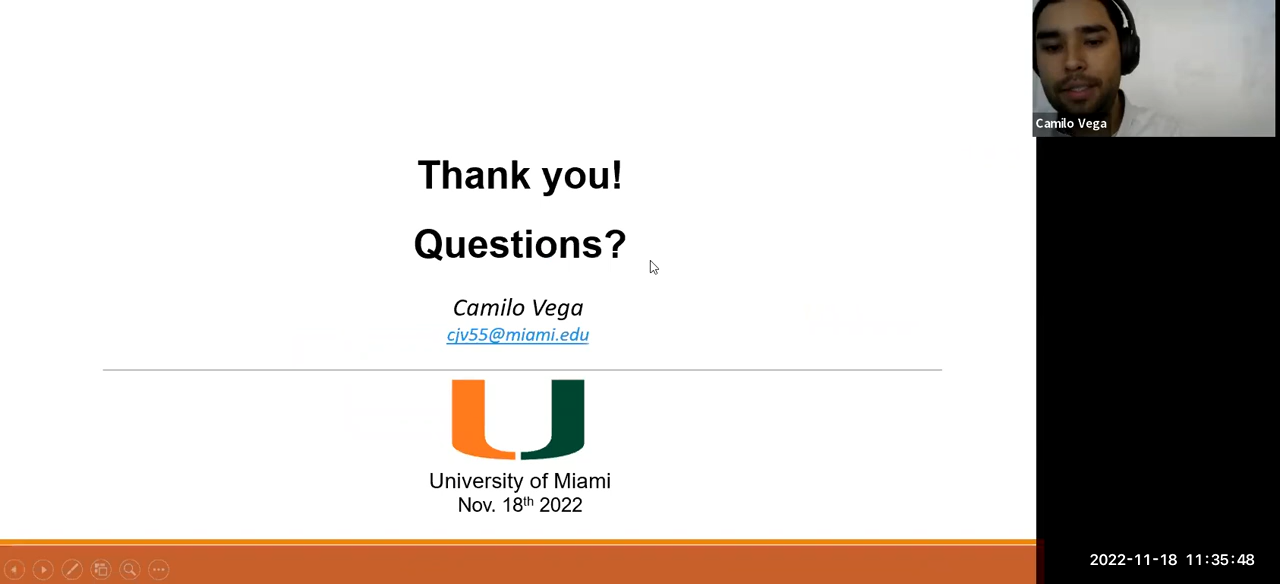 Camilo Vega
Thank you!
Questions?
Camilo Vega
cjv55@miami.edu
University of Miami
Nov. 18th 2022
2022-11-18 11:35:48